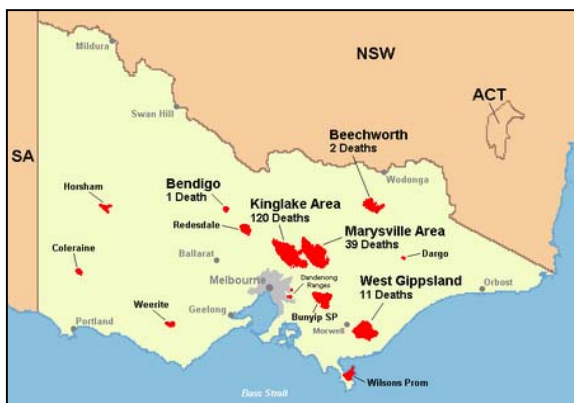 Mildura
NSW
Swan Hill
ACT
SA
Beechworth
2 Deaths
Wodonga
Horsham
Bendigo
1 Death
Kinglake Area
120 Deaths
Redesdale
Marysville Area
39 Deaths
Coleraine
Ballarat
Dargo
Melbourne
Dandenong
Ranges
West Gippsland
11 Deaths
Orbost
Weerite
Geelong
Bunyip SP
Morwell
Portland
Wilsons Prom
Bass Strait